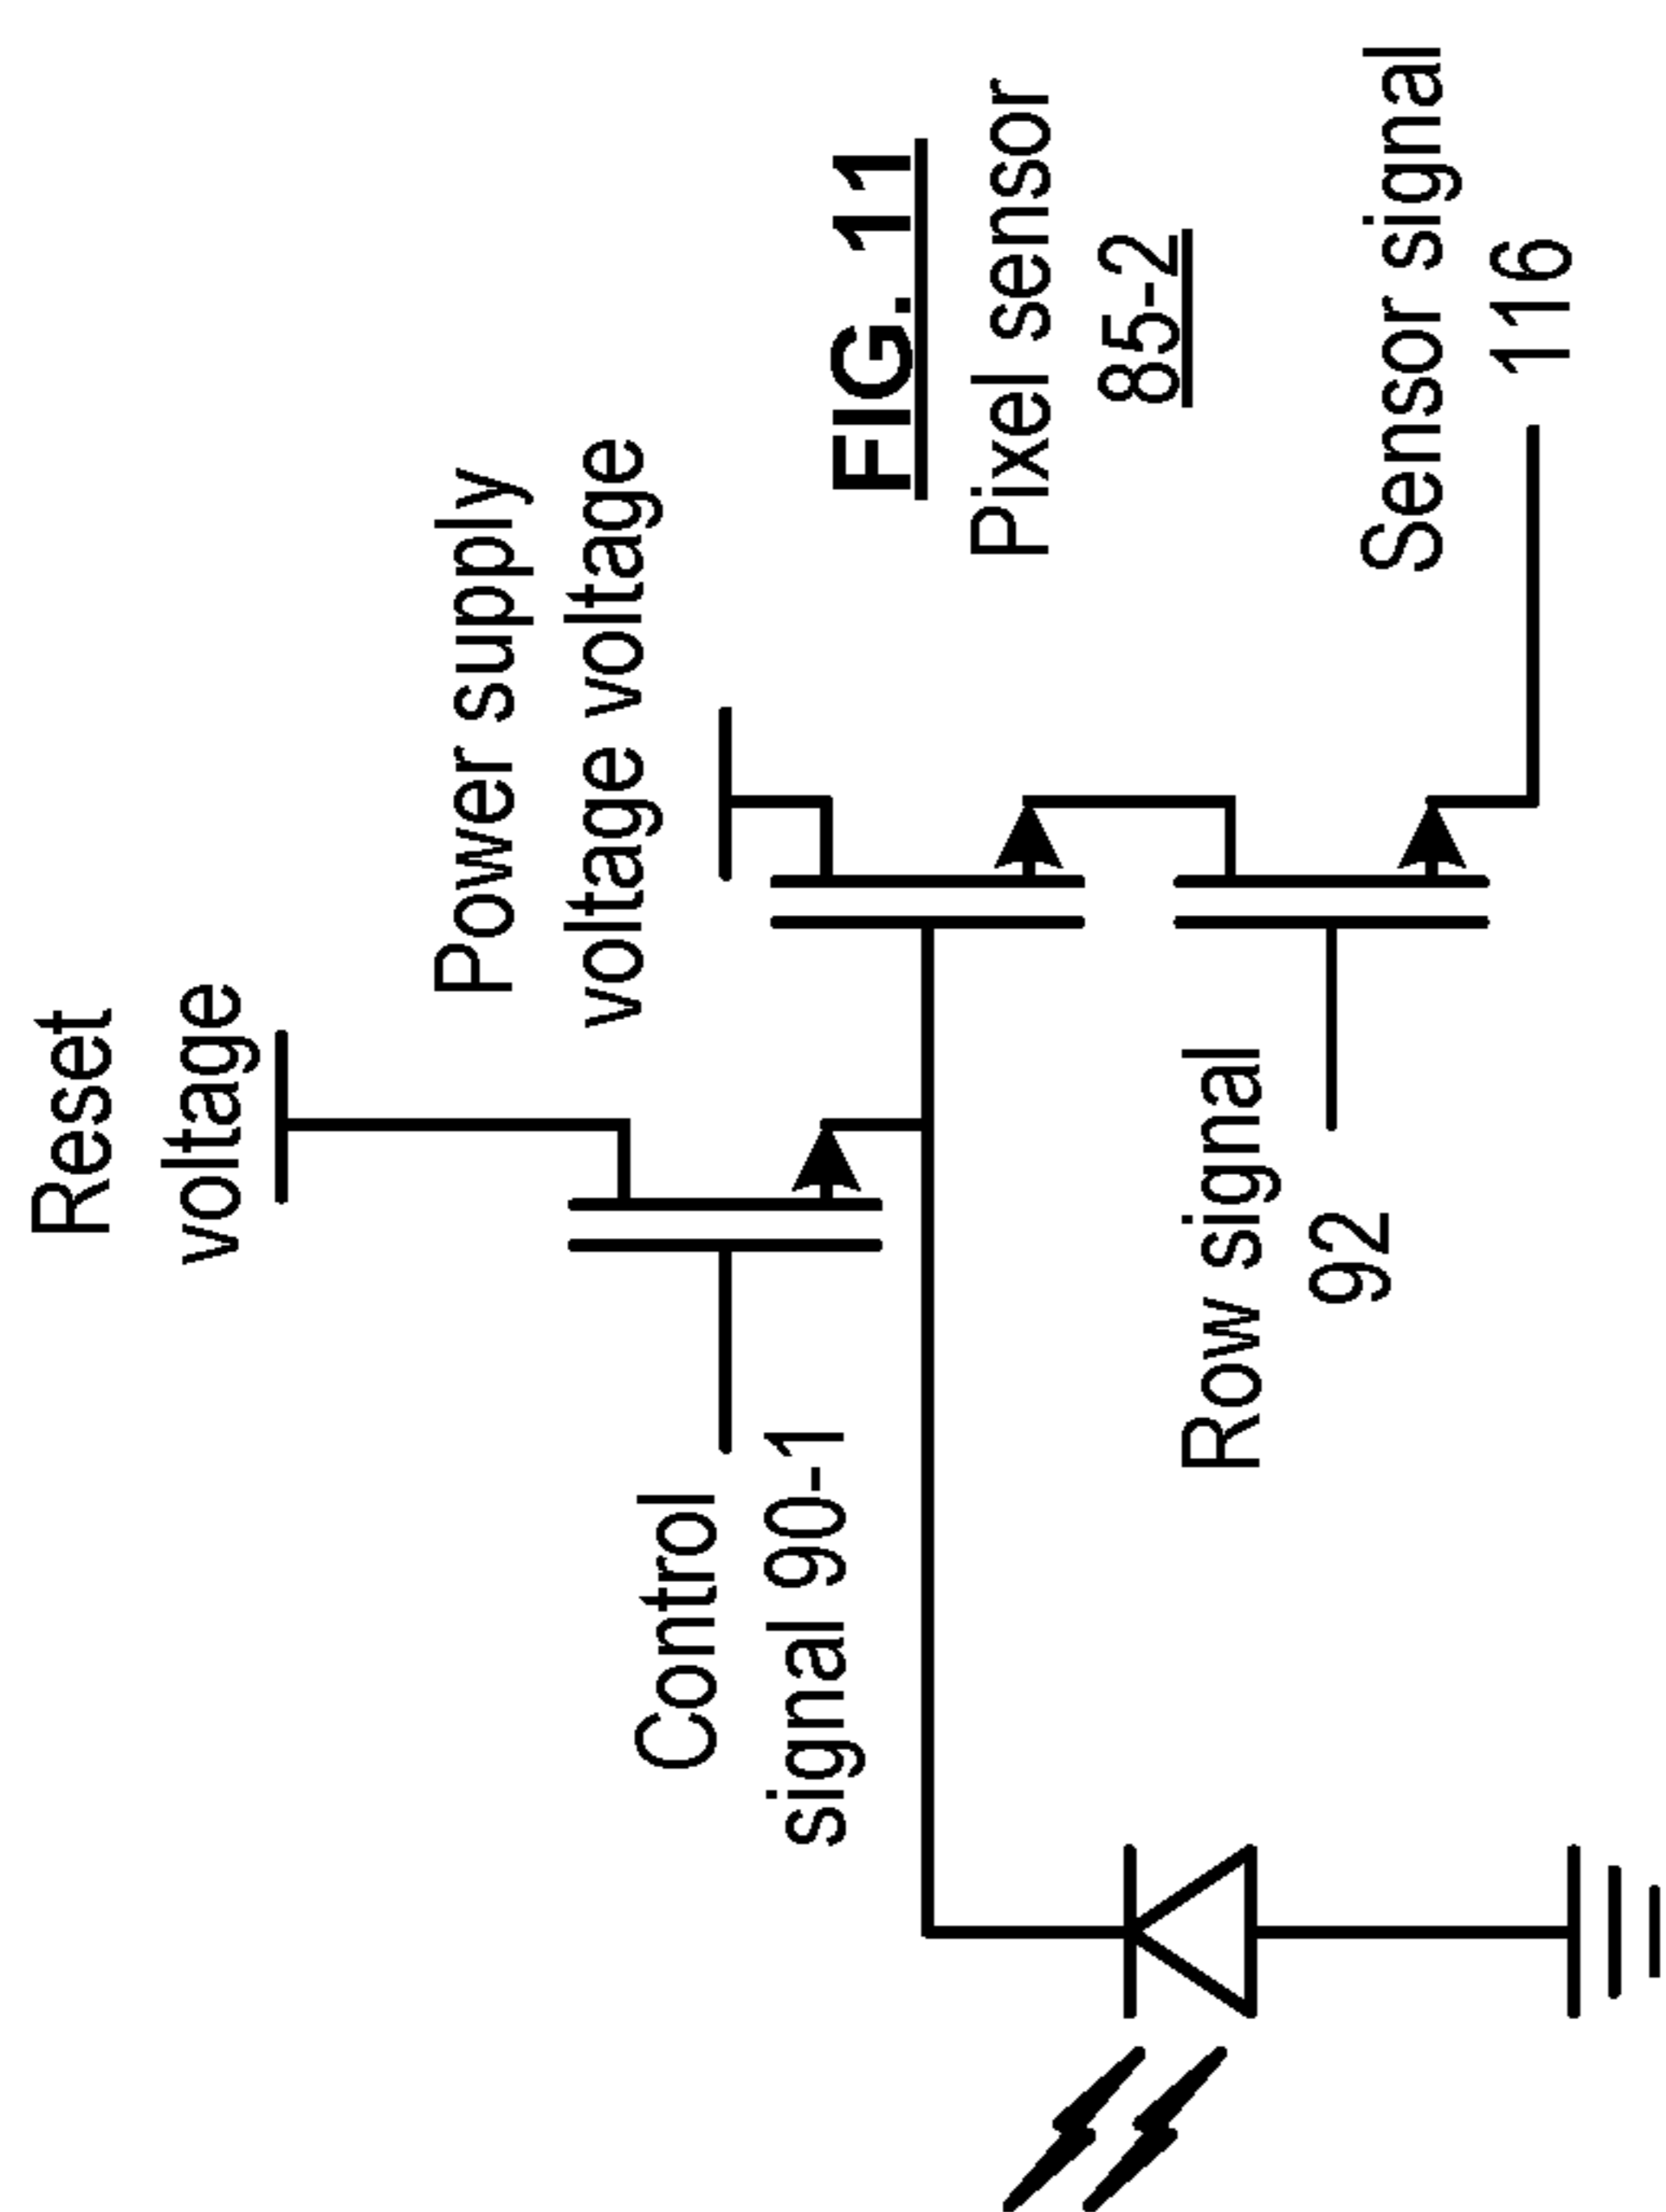 Reset
voltage
Power supply
voltage voltage
Control
signal 90-1
FIG. 11
Pixel sensor
85-2
Row signal
92
Sensor signal
116